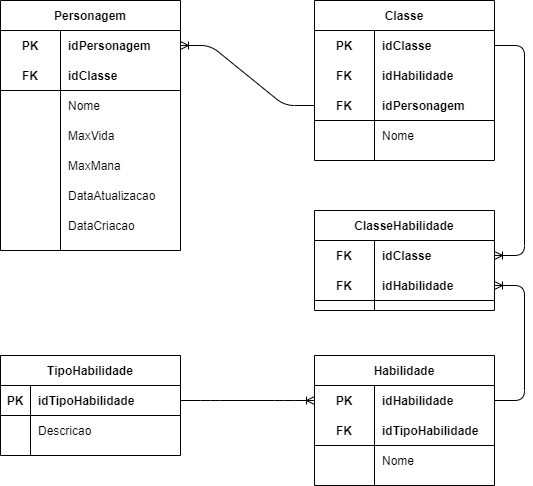 Personagem
PK idPersonagem
FK idClasse
Nome
MaxVida
MaxMana
DataAtualizacao
DataCriacao
Classe
PK idClasse
FK idHabilidade
FK idPersonagem
Nome
ClasseHabilidade
FK idClasse
FK idHabilidade
TipoHabilidade
PK idTipoHabilidade
Descricao
Habilidade
PK idHabilidade
FK idTipoHabilidade
Nome